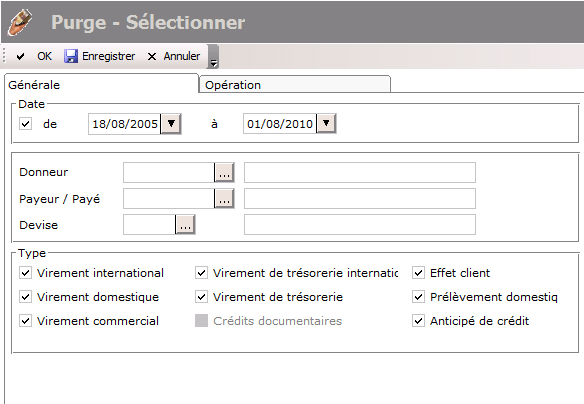 Purge - Sélectionner
OK Enregistrer Annuler
Générale Opération
Date
de 18/08/2005 à 01/08/2010
Donneur ...
Payeur / Payé ...
Devise ...
Type
Virement international Virement de trésorerie internatic Effet client
Virement domestique Virement de trésorerie Prélèvement domestiq
Virement commercial Crédits documentaires Anticipé de crédit